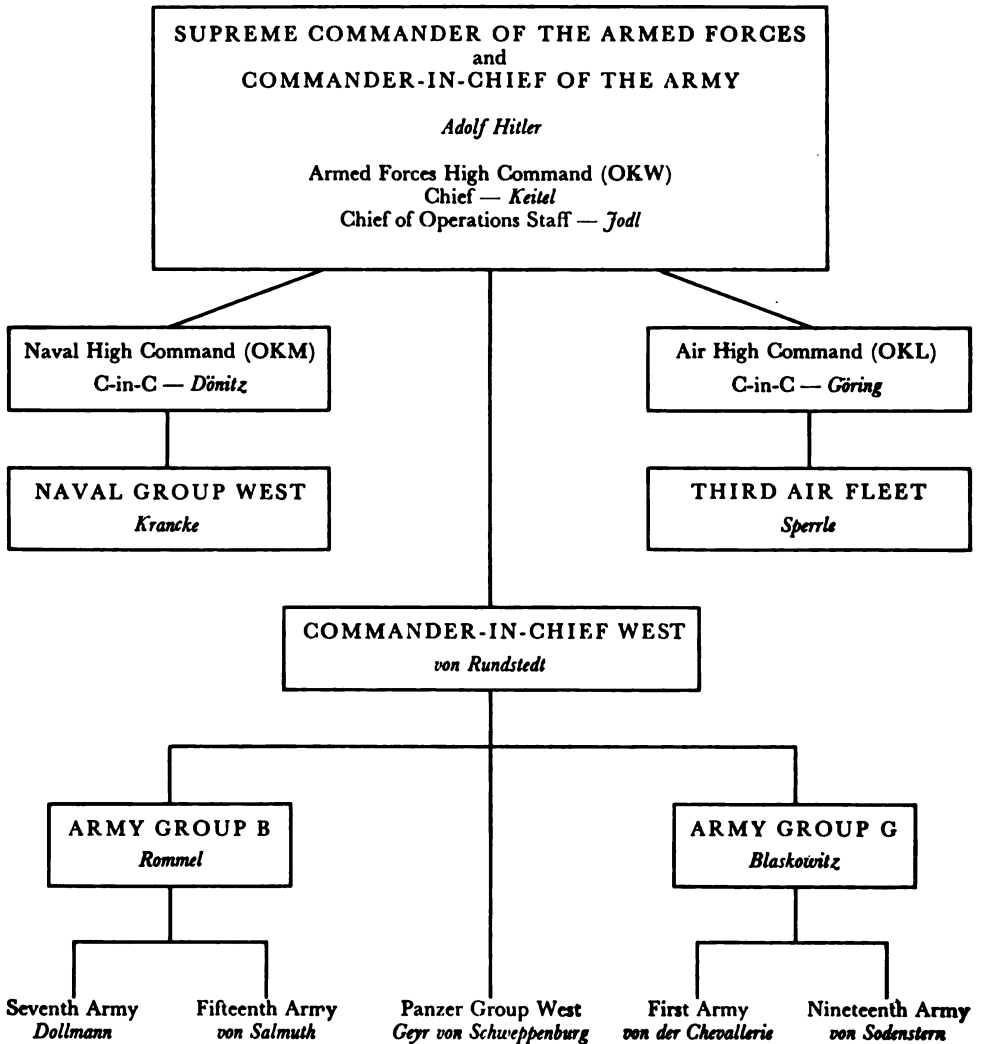 SUPREME COMMANDER OF THE ARMED FORCES
and
COMMANDER-IN-CHIEF OF THE ARMY
Adolf Hitler
Armed Forces High Command (OKW)
Chief — Keitel
Chief of Operations Staff — Jodl
Naval High Command (OKM)
C-in-C — Dönitz
Air High Command (OKL)
C-in-C — Göring
NAVAL GROUP WEST
Krancke
THIRD AIR FLEET
Sperrle
COMMANDER-IN-CHIEF WEST
von Rundstedt
ARMY GROUP B
Rommel
ARMY GROUP G
Blaskowitz
Seventh Army
Dollmann
Fifteenth Army
von Salmuth
Panzer Group West
Geyr von Schweppenburg
First Army
von der Chevallerie
Nineteenth Army
von Sodenstern